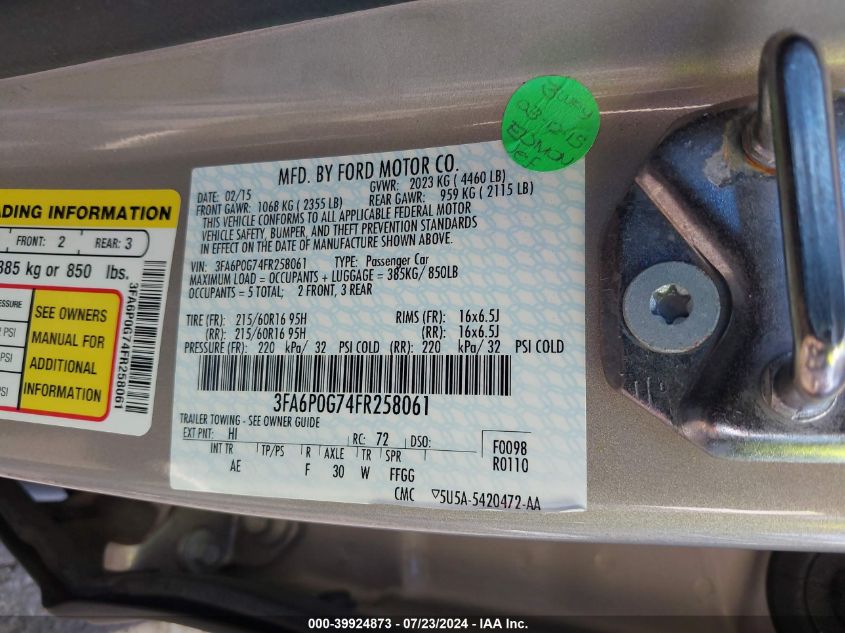 MFD. BY FORD MOTOR CO.
DATE: 02/15 GVWR: 2023 KG ( 4460 LB)
FRONT GAWR: 1068 KG ( 2355 LB) REAR GAWR: 959 KG ( 2115 LB)
THIS VEHICLE CONFORMS TO ALL APPLICABLE FEDERAL MOTOR
VEHICLE SAFETY, BUMPER, AND THEFT PREVENTION STANDARDS
IN EFFECT ON THE DATE OF MANUFACTURE SHOWN ABOVE.
VIN: 3FA6P0G74FR258061 TYPE: Passenger Car
MAXIMUM LOAD = OCCUPANTS + LUGGAGE = 385KG/ 850LB
OCCUPANTS = 5 TOTAL; 2 FRONT, 3 REAR
TIRE (FR): 215/60R16 95H RIMS (FR): 16x6.5J
(RR): 215/60R16 95H (RR): 16x6.5J
PRESSURE (FR): 220 kPa/ 32 PSI COLD (RR): 220 kPa/ 32 PSI COLD
3FA6P0G74FR258061
TRAILER TOWING - SEE OWNER GUIDE
EXT PNT: HI RC: 72 DSO: F0098
INT TR TP/PS R AXLE TR SPR R0110
AE F 30 W FFGG
CMC ▽5U5A-5420472-AA
ADING INFORMATION
FRONT: 2 REAR: 3
385 kg or 850 lbs.
ESSURE
PSI
PSI
PSI
SEE OWNERS
MANUAL FOR
ADDITIONAL
INFORMATION
3FA6P0G74FR258061
000-39924873 - 07/23/2024 - IAA Inc.